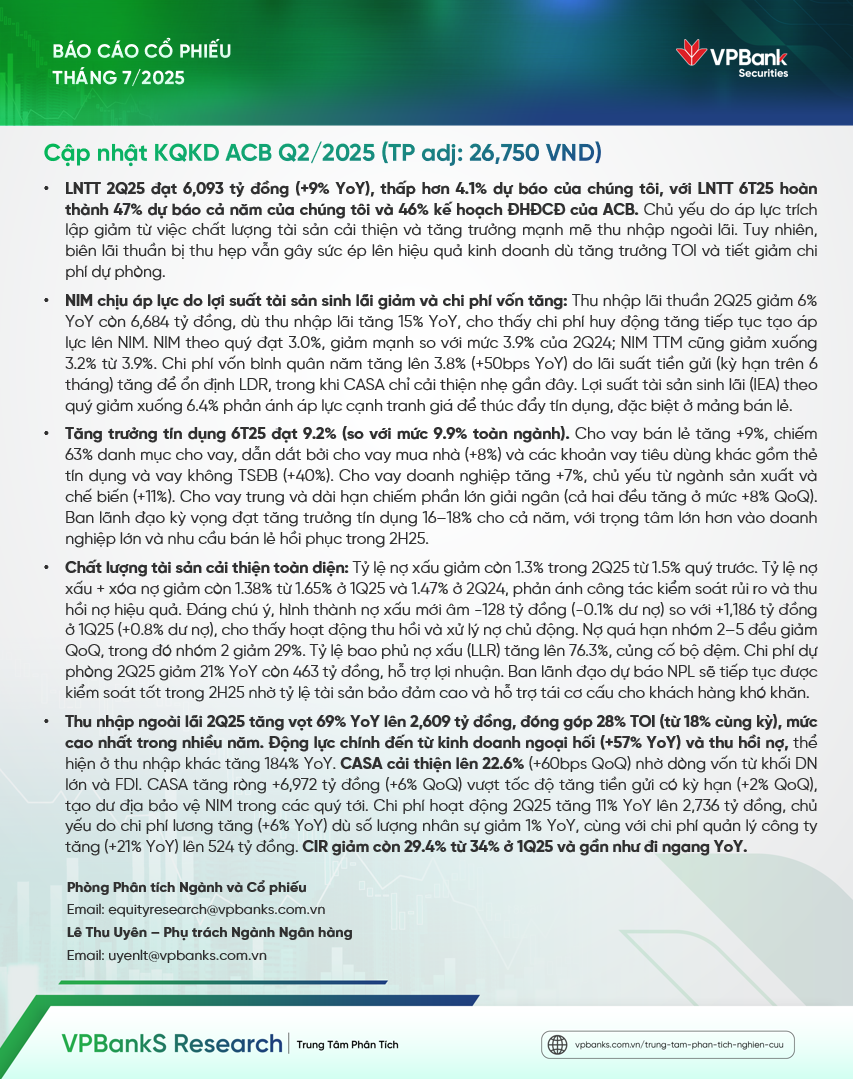 BÁO CÁO CỔ PHIẾU
THÁNG 7/2025
VPBank
Securities
Cập nhật KQKD ACB Q2/2025 (TP adj: 26,750 VND)
• LNTT 2Q25 đạt 6,093 tỷ đồng (+9% YoY), thấp hơn 4.1% dự báo của chúng tôi, với LNTT 6T25 hoàn
thành 47% dự báo cả năm của chúng tôi và 46% kế hoạch ĐHĐCĐ của ACB. Chủ yếu do áp lực trích
lập giảm từ việc chất lượng tài sản cải thiện và tăng trưởng mạnh mẽ thu nhập ngoài lãi. Tuy nhiên,
biên lãi thuần bị thu hẹp vẫn gây sức ép lên hiệu quả kinh doanh dù tăng trưởng TOI và tiết giảm chi
phí dự phòng.
• NIM chịu áp lực do lợi suất tài sản sinh lãi giảm và chi phí vốn tăng: Thu nhập lãi thuần 2Q25 giảm 6%
YoY còn 6,684 tỷ đồng, dù thu nhập lãi tăng 15% YoY, cho thấy chi phí huy động tăng tiếp tục tạo áp
lực lên NIM. NIM theo quý đạt 3.0%, giảm mạnh so với mức 3.9% của 2Q24; NIM TTM cũng giảm xuống
3.2% từ 3.9%. Chi phí vốn bình quân năm tăng lên 3.8% (+50bps YoY) do lãi suất tiền gửi (kỳ hạn trên 6
tháng) tăng để ổn định LDR, trong khi CASA chỉ cải thiện nhẹ gần đây. Lợi suất tài sản sinh lãi (IEA) theo
quý giảm xuống 6.4% phản ánh áp lực cạnh tranh giá để thúc đẩy tín dụng, đặc biệt ở mảng bán lẻ.
• Tăng trưởng tín dụng 6T25 đạt 9.2% (so với mức 9.9% toàn ngành). Cho vay bán lẻ tăng +9%, chiếm
63% danh mục cho vay, dẫn dắt bởi cho vay mua nhà (+8%) và các khoản vay tiêu dùng khác gồm thẻ
tín dụng và vay không TSĐB (+40%). Cho vay doanh nghiệp tăng +7%, chủ yếu từ ngành sản xuất và
chế biến (+11%). Cho vay trung và dài hạn chiếm phần lớn giải ngân (cả hai đều tăng ở mức +8% QoQ).
Ban lãnh đạo kỳ vọng đạt tăng trưởng tín dụng 16–18% cho cả năm, với trọng tâm lớn hơn vào doanh
nghiệp lớn và nhu cầu bán lẻ hồi phục trong 2H25.
• Chất lượng tài sản cải thiện toàn diện: Tỷ lệ nợ xấu giảm còn 1.3% trong 2Q25 từ 1.5% quý trước. Tỷ lệ nợ
xấu + xóa nợ giảm còn 1.38% từ 1.65% ở 1Q25 và 1.47% ở 2Q24, phản ánh công tác kiểm soát rủi ro và thu
hồi nợ hiệu quả. Đáng chú ý, hình thành nợ xấu mới âm -128 tỷ đồng (-0.1% dư nợ) so với +1,186 tỷ đồng
ở 1Q25 (+0.8% dư nợ), cho thấy hoạt động thu hồi và xử lý nợ chủ động. Nợ quá hạn nhóm 2–5 đều giảm
QoQ, trong đó nhóm 2 giảm 29%. Tỷ lệ bao phủ nợ xấu (LLR) tăng lên 76.3%, củng cố bộ đệm. Chi phí dự
phòng 2Q25 giảm 21% YoY còn 463 tỷ đồng, hỗ trợ lợi nhuận. Ban lãnh đạo dự báo NPL sẽ tiếp tục được
kiểm soát tốt trong 2H25 nhờ tỷ lệ tài sản bảo đảm cao và hỗ trợ tái cơ cấu cho khách hàng khó khăn.
• Thu nhập ngoài lãi 2Q25 tăng vọt 69% YoY lên 2,609 tỷ đồng, đóng góp 28% TOI (từ 18% cùng kỳ), mức
cao nhất trong nhiều năm. Động lực chính đến từ kinh doanh ngoại hối (+57% YoY) và thu hồi nợ, thể
hiện ở thu nhập khác tăng 184% YoY. CASA cải thiện lên 22.6% (+60bps QoQ) nhờ dòng vốn từ khối DN
lớn và FDI. CASA tăng ròng +6,972 tỷ đồng (+6% QoQ) vượt tốc độ tăng tiền gửi có kỳ hạn (+2% QoQ),
tạo dư địa bảo vệ NIM trong các quý tới. Chi phí hoạt động 2Q25 tăng 11% YoY lên 2,736 tỷ đồng, chủ
yếu do chi phí lương tăng (+6% YoY) dù số lượng nhân sự giảm 1% YoY, cùng với chi phí quản lý công ty
tăng (+21% YoY) lên 524 tỷ đồng. CIR giảm còn 29.4% từ 34% ở 1Q25 và gần như đi ngang YoY.
Phòng Phân tích Ngành và Cổ phiếu
Email: equityresearch@vpbanks.com.vn
Lê Thu Uyên – Phụ trách Ngành Ngân hàng
Email: uyenlt@vpbanks.com.vn
VPBankS Research | Trung Tâm Phân Tích
vpbanks.com.vn/trung-tam-phan-tich-nghien-cuu